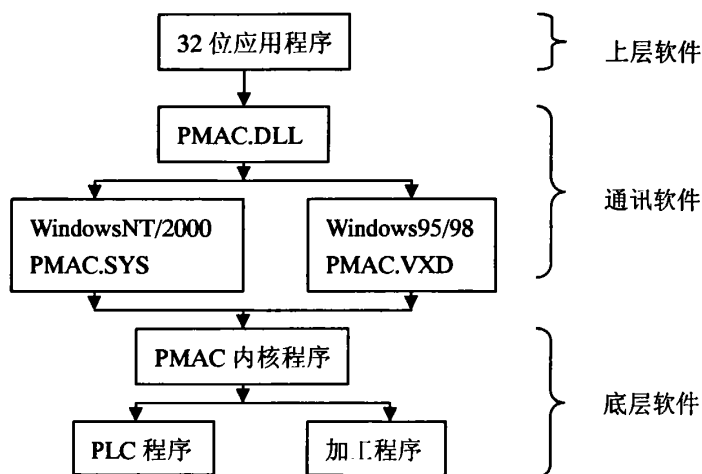 32 位应用程序
上层软件
PMAC.DLL
通讯软件
WindowsNT/2000
PMAC.SYS
Windows95/98
PMAC.VXD
PMAC 内核程序
底层软件
PLC 程序
加工程序